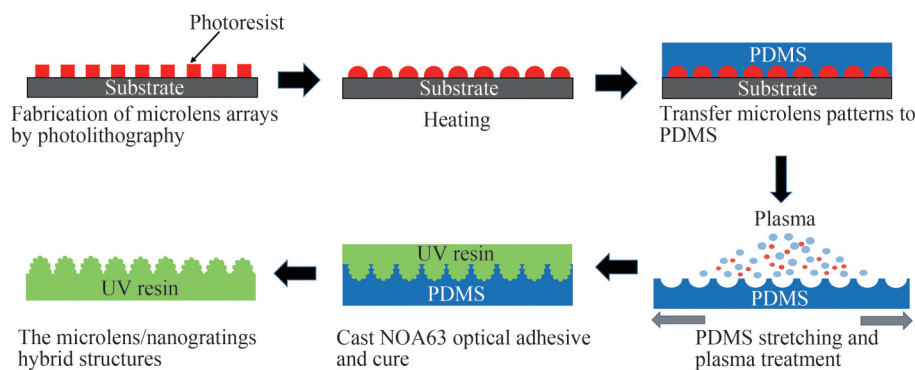 Photoresist
Substrate
Fabrication of microlens arrays
by photolithography
Substrate
Heating
PDMS
Substrate
Transfer microlens patterns to
PDMS
Plasma
PDMS
PDMS stretching and
plasma treatment
UV resin
PDMS
Cast NOA63 optical adhesive
and cure
UV resin
The microlens/nanogratings
hybrid structures